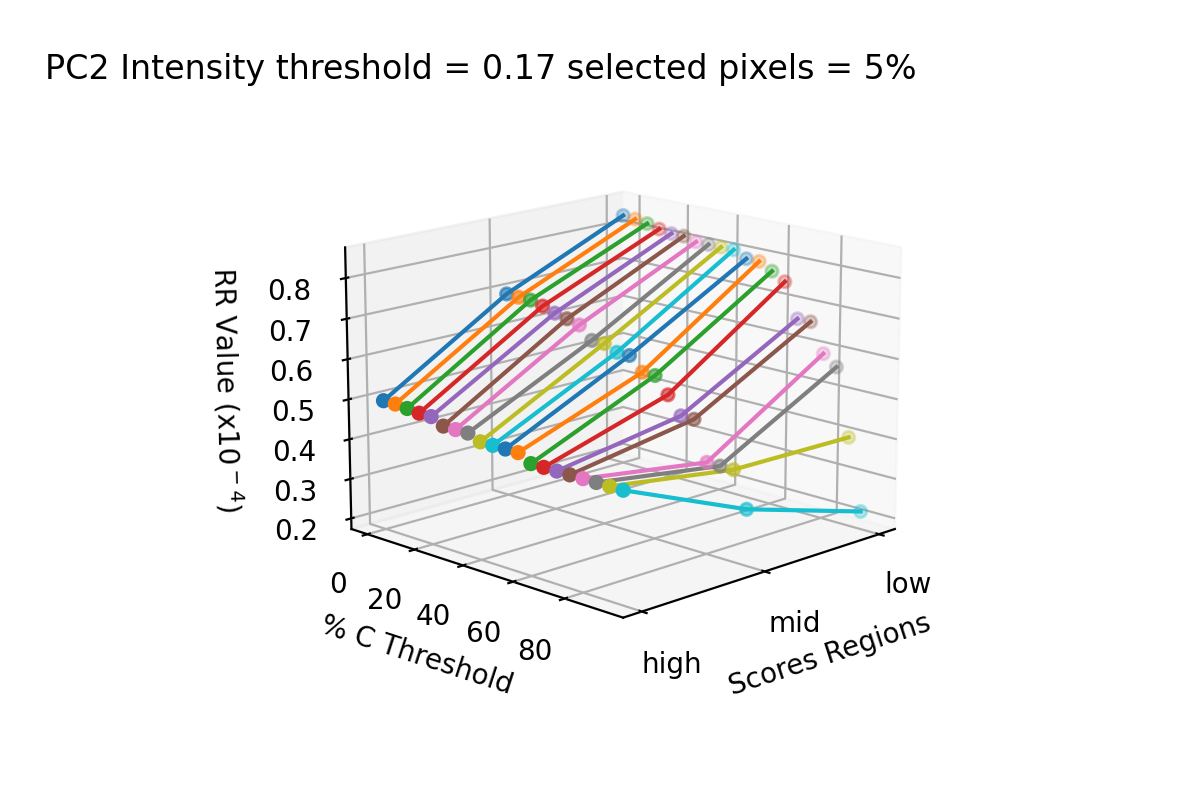 PC2 Intensity threshold = 0.17 selected pixels = 5%
RR Value (x10⁻⁴)
0.8
0.7
0.6
0.5
0.4
0.3
0.2
0
20
40
60
80
% C Threshold
high
mid
low
Scores Regions